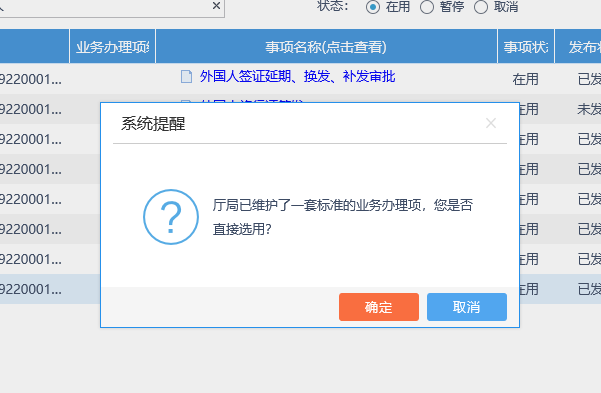 状态： 在用 暂停 取消
业务办理项编 事项名称(点击查看) 事项状态 发布状
9220001... 外国人签证延期、换发、补发审批 在用 已发
9220001... 在用 未发
9220001... 在用 已发
9220001... 在用 已发
9220001... 在用 已发
9220001... 在用 已发
9220001... 在用 已发
9220001... 在用 已发
系统提醒
厅局已维护了一套标准的业务办理项，您是否
直接选用？
确定 取消